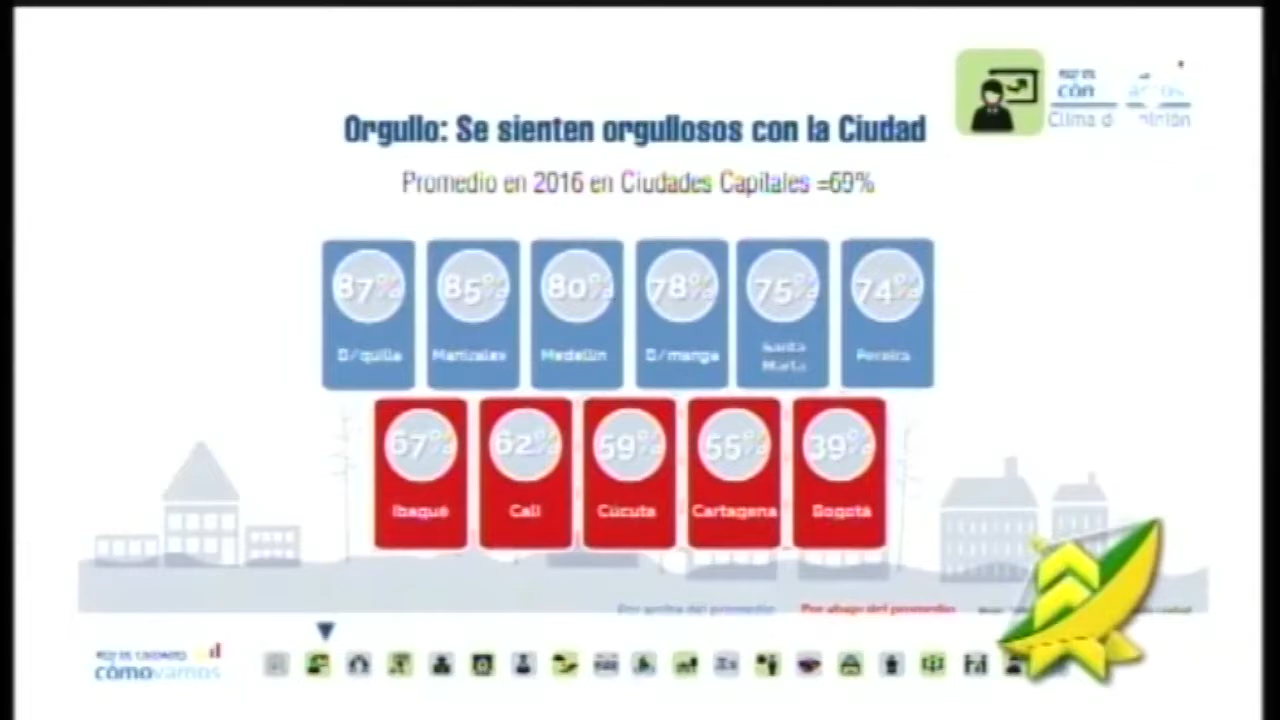 Orgullo: Se sienten orgullosos con la Ciudad
Promedio en 2016 en Ciudades Capitales =69%
87% 85% 80% 78% 75% 74%
B/quilla Manizales Medellín B/manga Santa Marta Pereira
67% 62% 59% 55% 39%
Ibagué Cali Cúcuta Cartagena Bogotá
Por arriba del promedio Por abajo del promedio
cómovamos